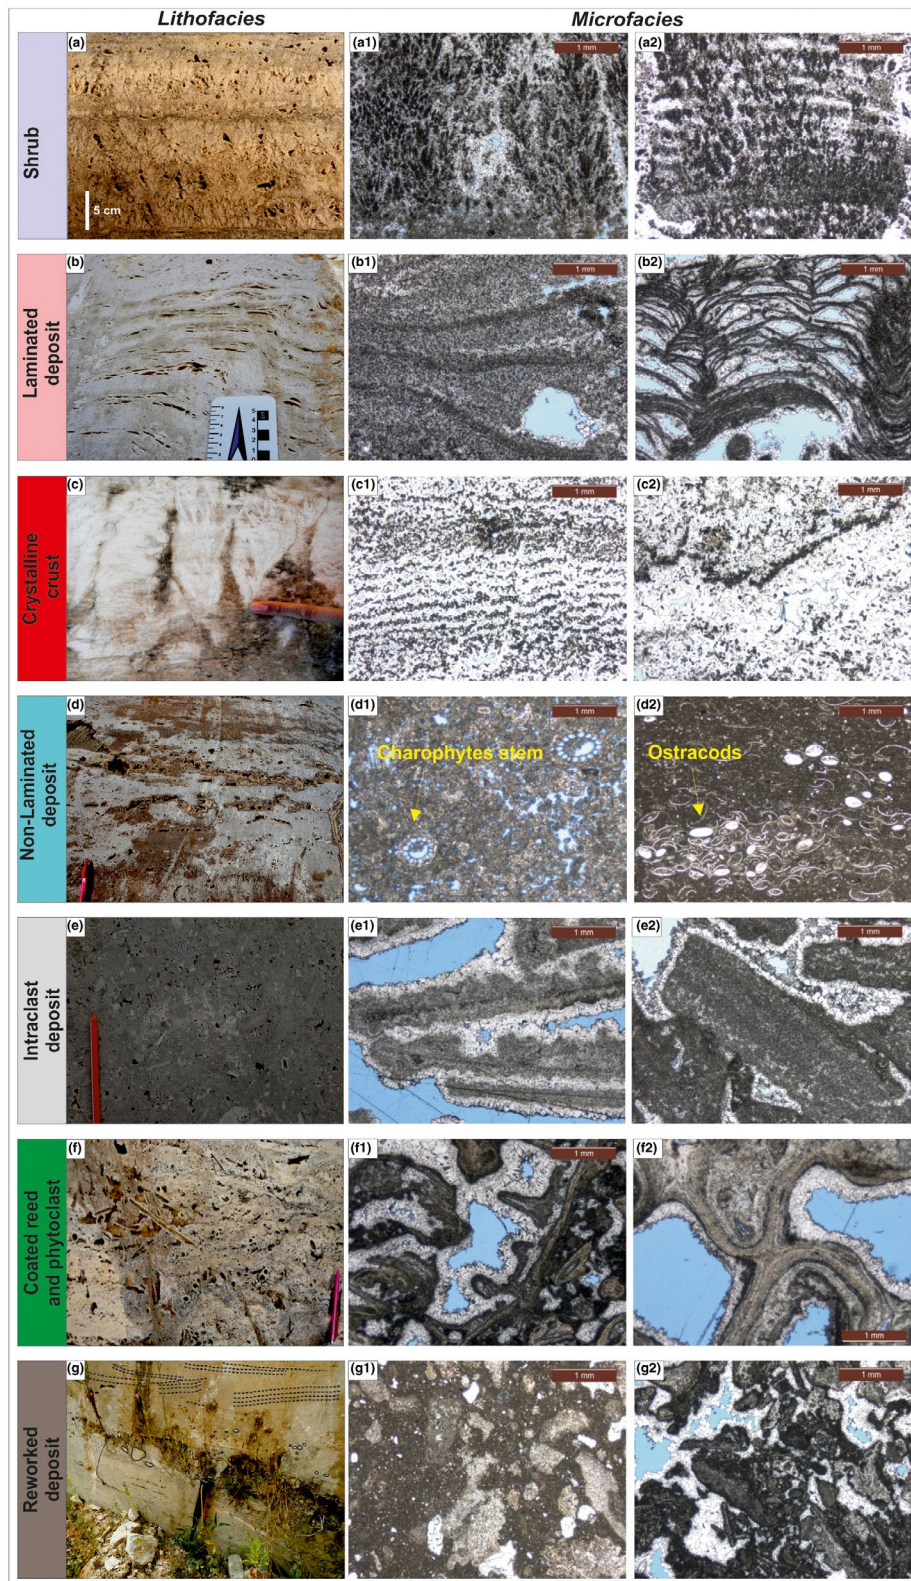 Lithofacies
Microfacies
Shrub
(a)
5 cm
(a1)
1 mm
(a2)
1 mm
Laminated
deposit
(b)
(b1)
1 mm
(b2)
1 mm
Crystalline
crust
(c)
(c1)
1 mm
(c2)
1 mm
Non-Laminated
deposit
(d)
(d1)
1 mm
Charophytes stem
(d2)
1 mm
Ostracods
Intraclast
deposit
(e)
(e1)
1 mm
(e2)
1 mm
Coated reed
and phytoclast
(f)
(f1)
1 mm
(f2)
1 mm
Reworked
deposit
(g)
(g1)
1 mm
(g2)
1 mm